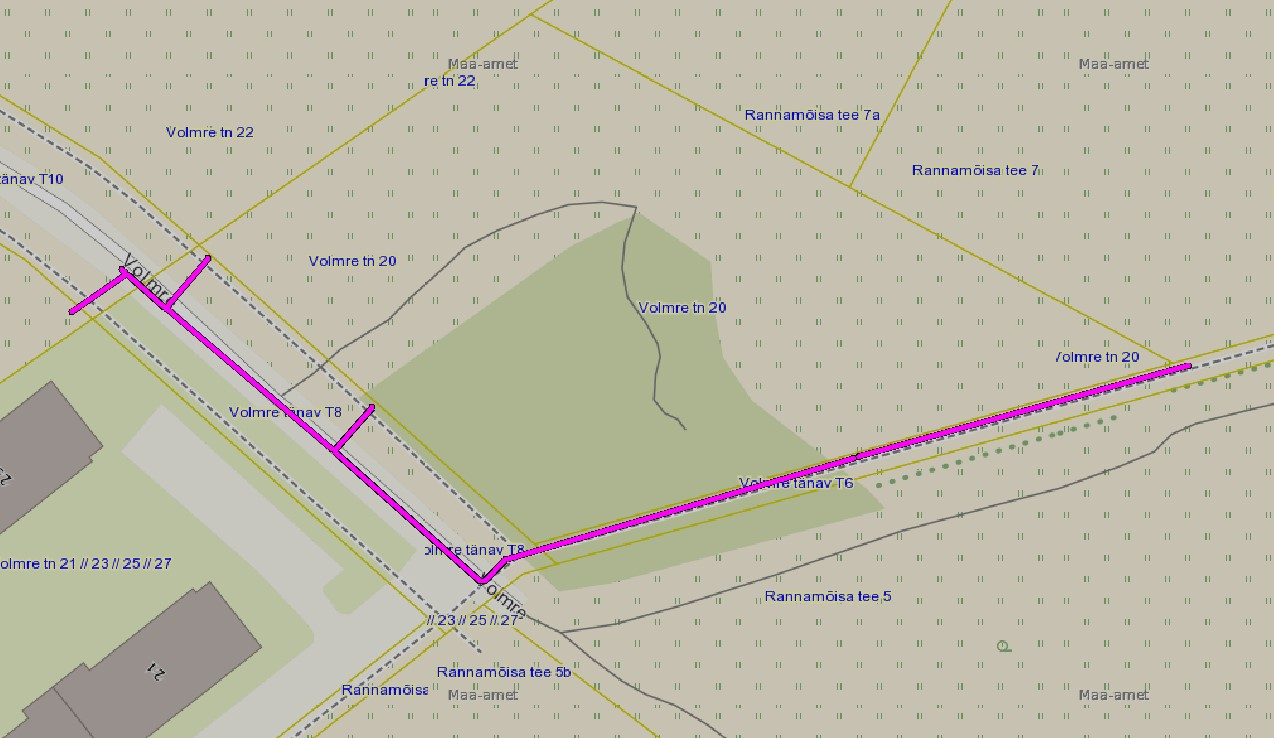 Maa-amet
Maa-amet
re tn 22
Rannamõisa tee 7a
Volmre tn 22
Rannamõisa tee 7
tänav T10
Volmre tn 20
Volmre
Volmre tn 20
Volmre tn 20
Volmre tänav T8
Volmre tänav T6
23
olmre tänav T8
olmre tn 21 // 23 // 25 // 27
olmre
Rannamõisa tee 5
// 23 // 25 // 27
21
Rannamõisa tee 5b
Rannamõisa
Maa-amet
Maa-amet